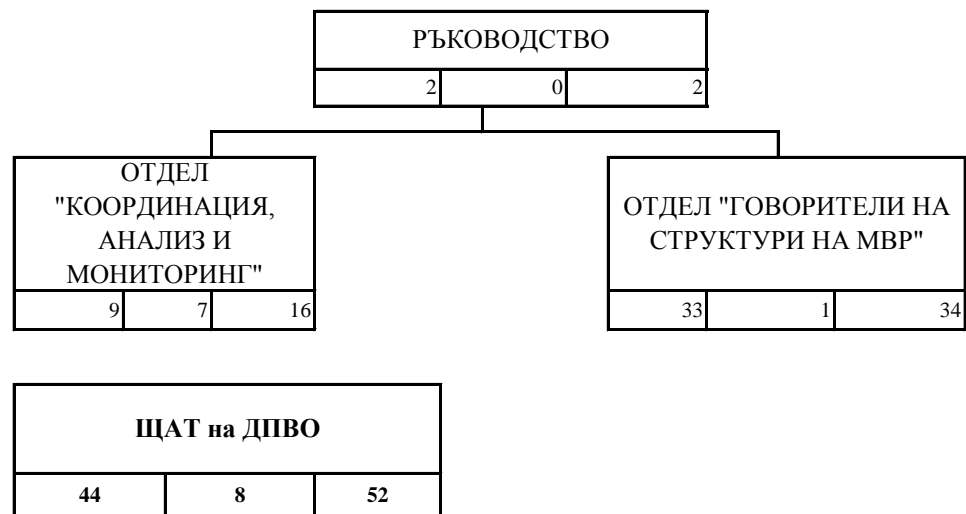 РЪКОВОДСТВО
2 0 2
ОТДЕЛ
"КООРДИНАЦИЯ,
АНАЛИЗ И
МОНИТОРИНГ"
9 7 16
ОТДЕЛ "ГОВОРИТЕЛИ НА
СТРУКТУРИ НА МВР"
33 1 34
ЩАТ на ДПВО
44 8 52